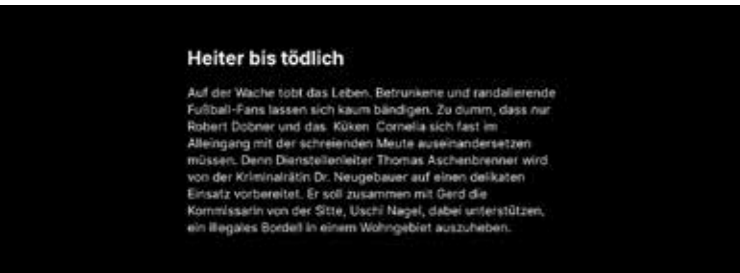 Heiter bis tödlich
Auf der Wache tobt das Leben. Betrunkene und randalierende
Fußball-Fans lassen sich kaum bändigen. Zu dumm, dass nur
Robert Dobner und das Küken Cornelia sich fast im
Alleingang mit der schreienden Meute auseinandersetzen
müssen. Denn Dienstellenleiter Thomas Aschenbrenner wird
von der Kriminalrätin Dr. Neugebauer auf einen delikaten
Einsatz vorbereitet. Er soll zusammen mit Gerd die
Kommissarin von der Sitte, Uschi Nagel, dabei unterstützen,
ein illegales Bordell in einem Wohngebiet auszuheben.